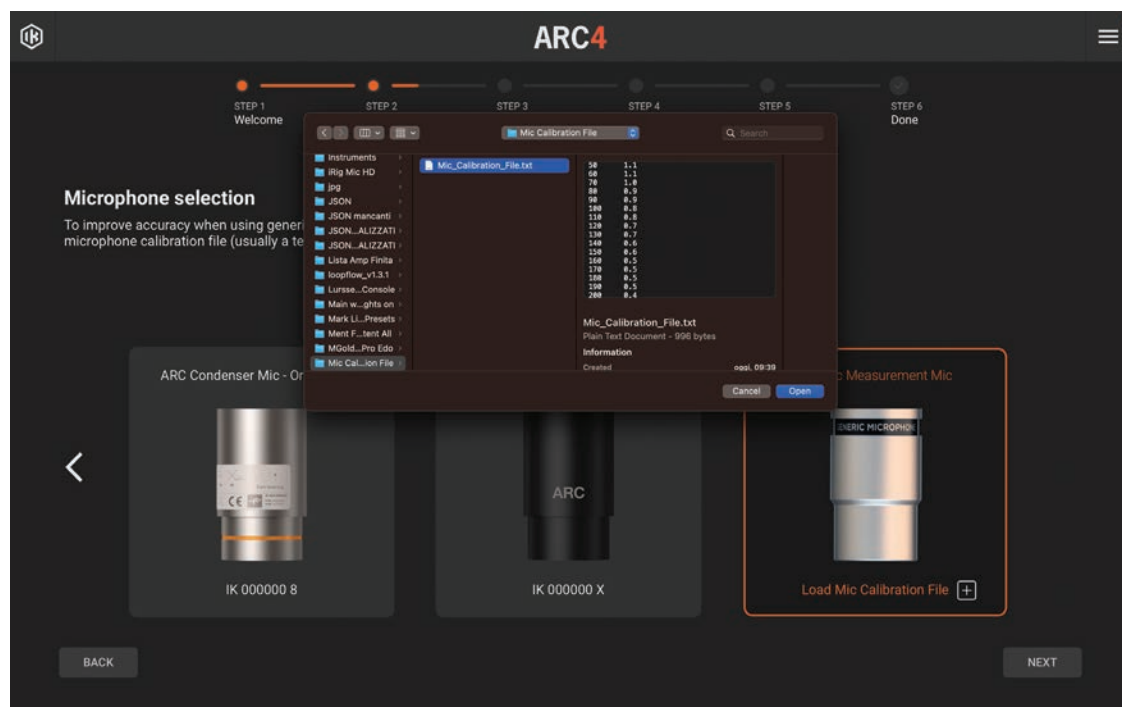 ARC4
STEP 1
STEP 2
STEP 3
STEP 4
STEP 5
STEP 6
Welcome
Done
Mic Calibration File
Search
Instruments
iRig Mic HD
jpg
JSON
JSON mancanti
JSON...ALIZZATI
JSON...ALIZZATI
Lista Amp Finita
loopflow_v1.3.1
Lursse...Console
Main w...ghts on
Mark Li...Presets
Ment F...tent All
MGold...Pro Edo
Mic Cal...ion File
Mic_Calibration_File.txt
50 1.1
60 1.1
70 1.0
80 0.9
90 0.9
100 0.8
110 0.8
120 0.7
130 0.7
140 0.6
150 0.6
160 0.5
170 0.5
180 0.5
190 0.5
200 0.4
Mic_Calibration_File.txt
Plain Text Document - 996 bytes
Information
Created oggi, 09:39
Cancel
Open
Microphone selection
To improve accuracy when using generi
microphone calibration file (usually a te
ARC Condenser Mic - Or
CE
IK 000000 8
ARC
IK 000000 X
Measurement Mic
GENERIC MICROPHONE
Load Mic Calibration File
BACK
NEXT